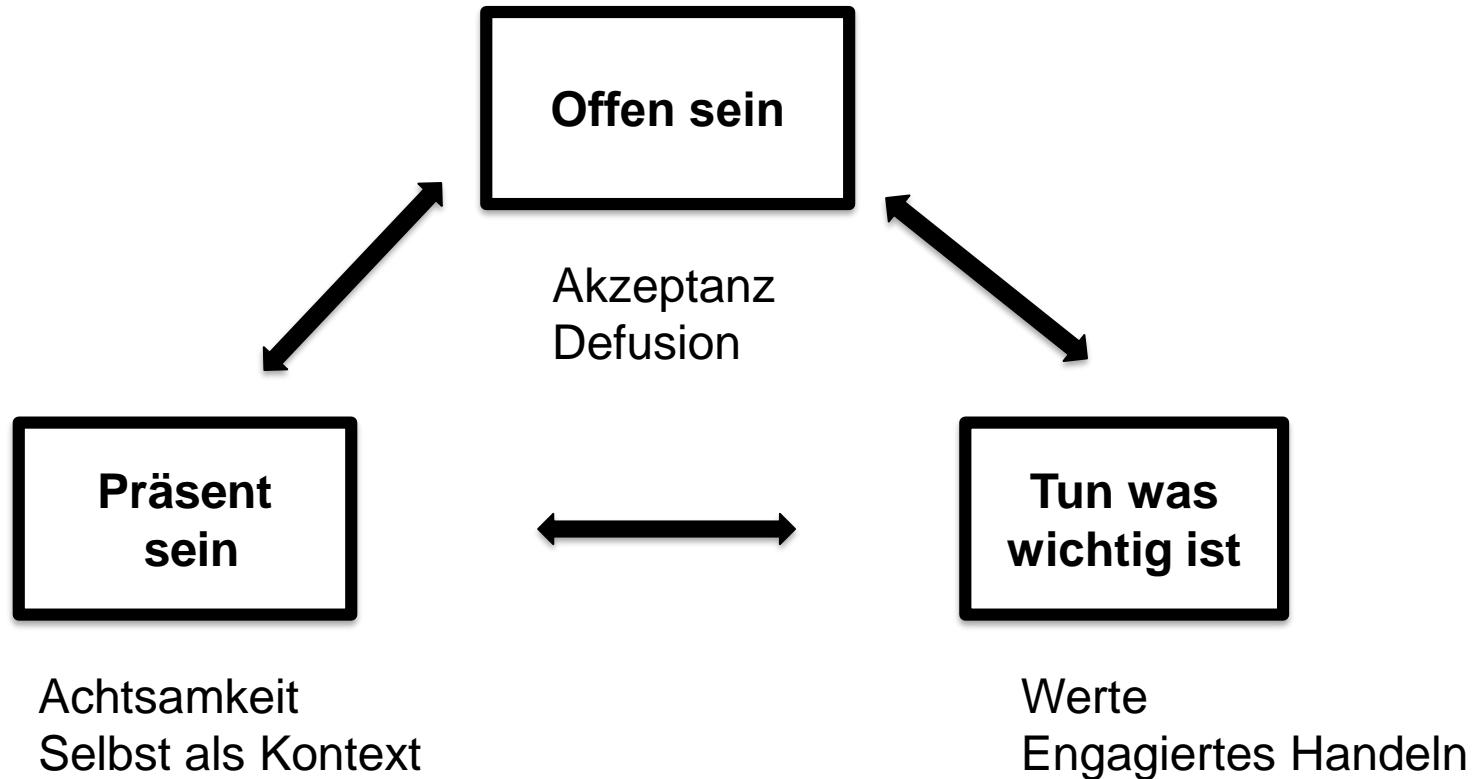 Offen sein
Akzeptanz
Defusion
Präsent
sein
Tun was
wichtig ist
Achtsamkeit
Selbst als Kontext
Werte
Engagiertes Handeln